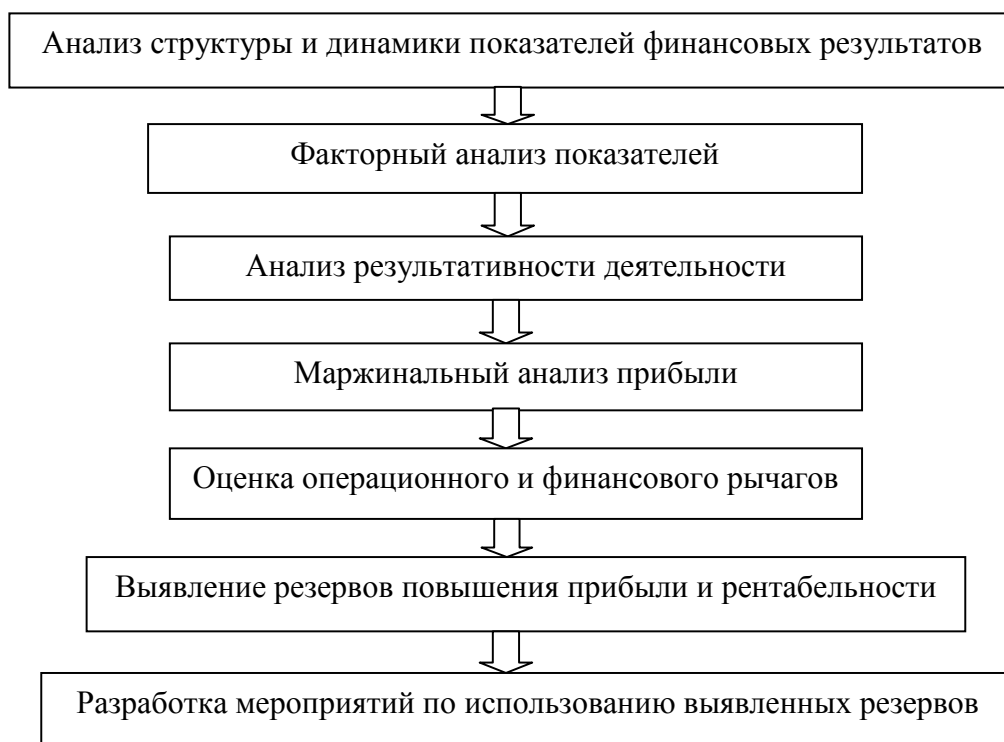 Анализ структуры и динамики показателей финансовых результатов
Факторный анализ показателей
Анализ результативности деятельности
Маржинальный анализ прибыли
Оценка операционного и финансового рычагов
Выявление резервов повышения прибыли и рентабельности
Разработка мероприятий по использованию выявленных резервов